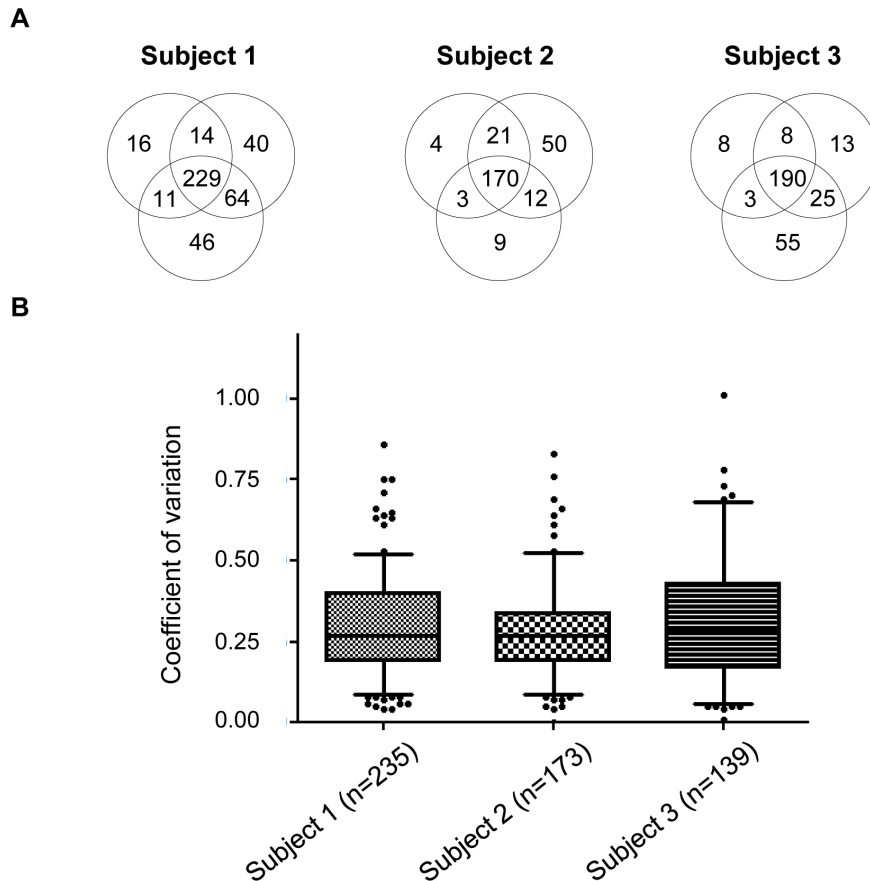 A
Subject 1
Subject 2
Subject 3
16
14
40
229
11
64
46
4
21
50
170
3
12
9
8
8
13
190
3
25
55
B
Coefficient of variation
1.00
0.75
0.50
0.25
0.00
Subject 1 (n=235)
Subject 2 (n=173)
Subject 3 (n=139)